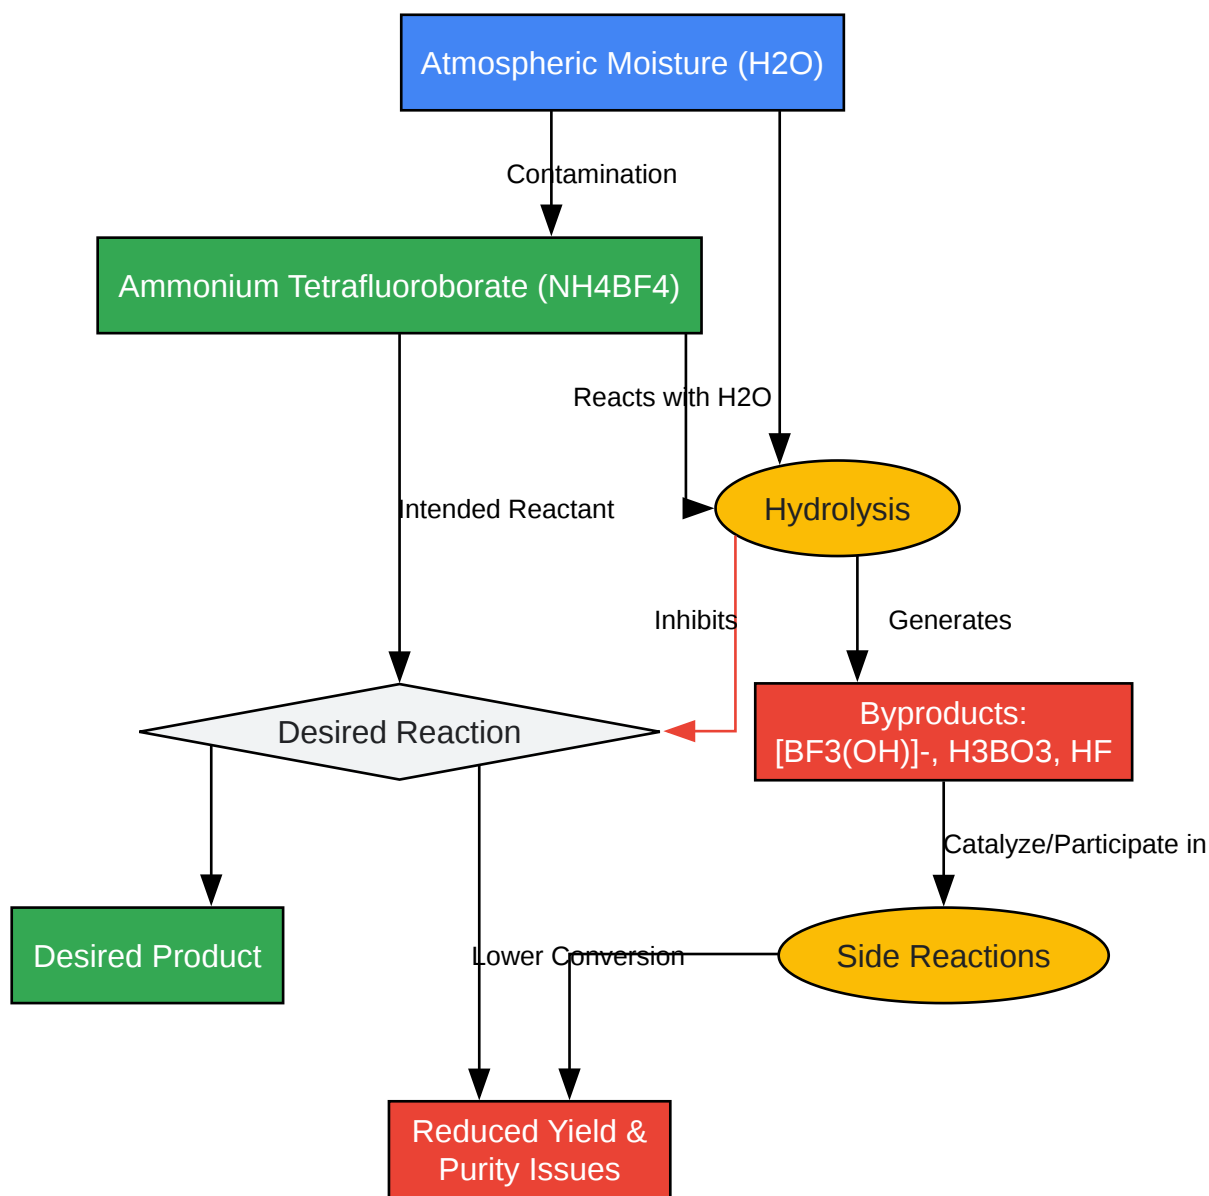 Atmospheric Moisture (H2O)
Contamination
Ammonium Tetrafluoroborate (NH4BF4)
Reacts with H2O
Intended Reactant
Hydrolysis
Inhibits
Generates
Desired Reaction
Byproducts:
[BF3(OH)]-, H3BO3, HF
Catalyze/Participate in
Desired Product
Lower Conversion
Side Reactions
Reduced Yield &
Purity Issues